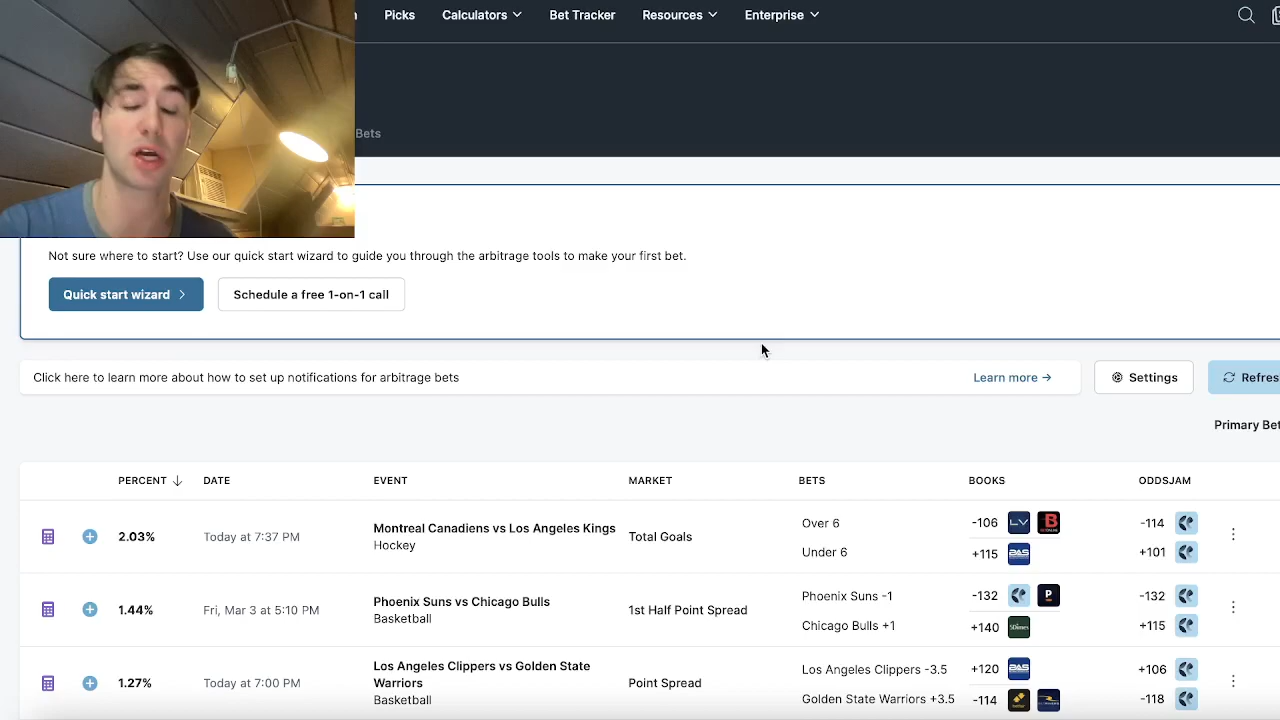 Picks
Calculators
Bet Tracker
Resources
Enterprise
Bets
Not sure where to start? Use our quick start wizard to guide you through the arbitrage tools to make your first bet.
Quick start wizard
Schedule a free 1-on-1 call
Click here to learn more about how to set up notifications for arbitrage bets
Learn more →
Settings
Refres
Primary Bet
PERCENT ↓ DATE EVENT MARKET BETS BOOKS ODDSJAM
2.03% Today at 7:37 PM Montreal Canadiens vs Los Angeles Kings Total Goals Over 6 -106 LV B -114
Hockey Under 6 +115 2AS +101
1.44% Fri, Mar 3 at 5:10 PM Phoenix Suns vs Chicago Bulls 1st Half Point Spread Phoenix Suns -1 -132 P -132
Basketball Chicago Bulls +1 +140 5Dimes +115
1.27% Today at 7:00 PM Los Angeles Clippers vs Golden State Point Spread Los Angeles Clippers -3.5 +120 2AS +106
Warriors
Basketball Golden State Warriors +3.5 -114 -118